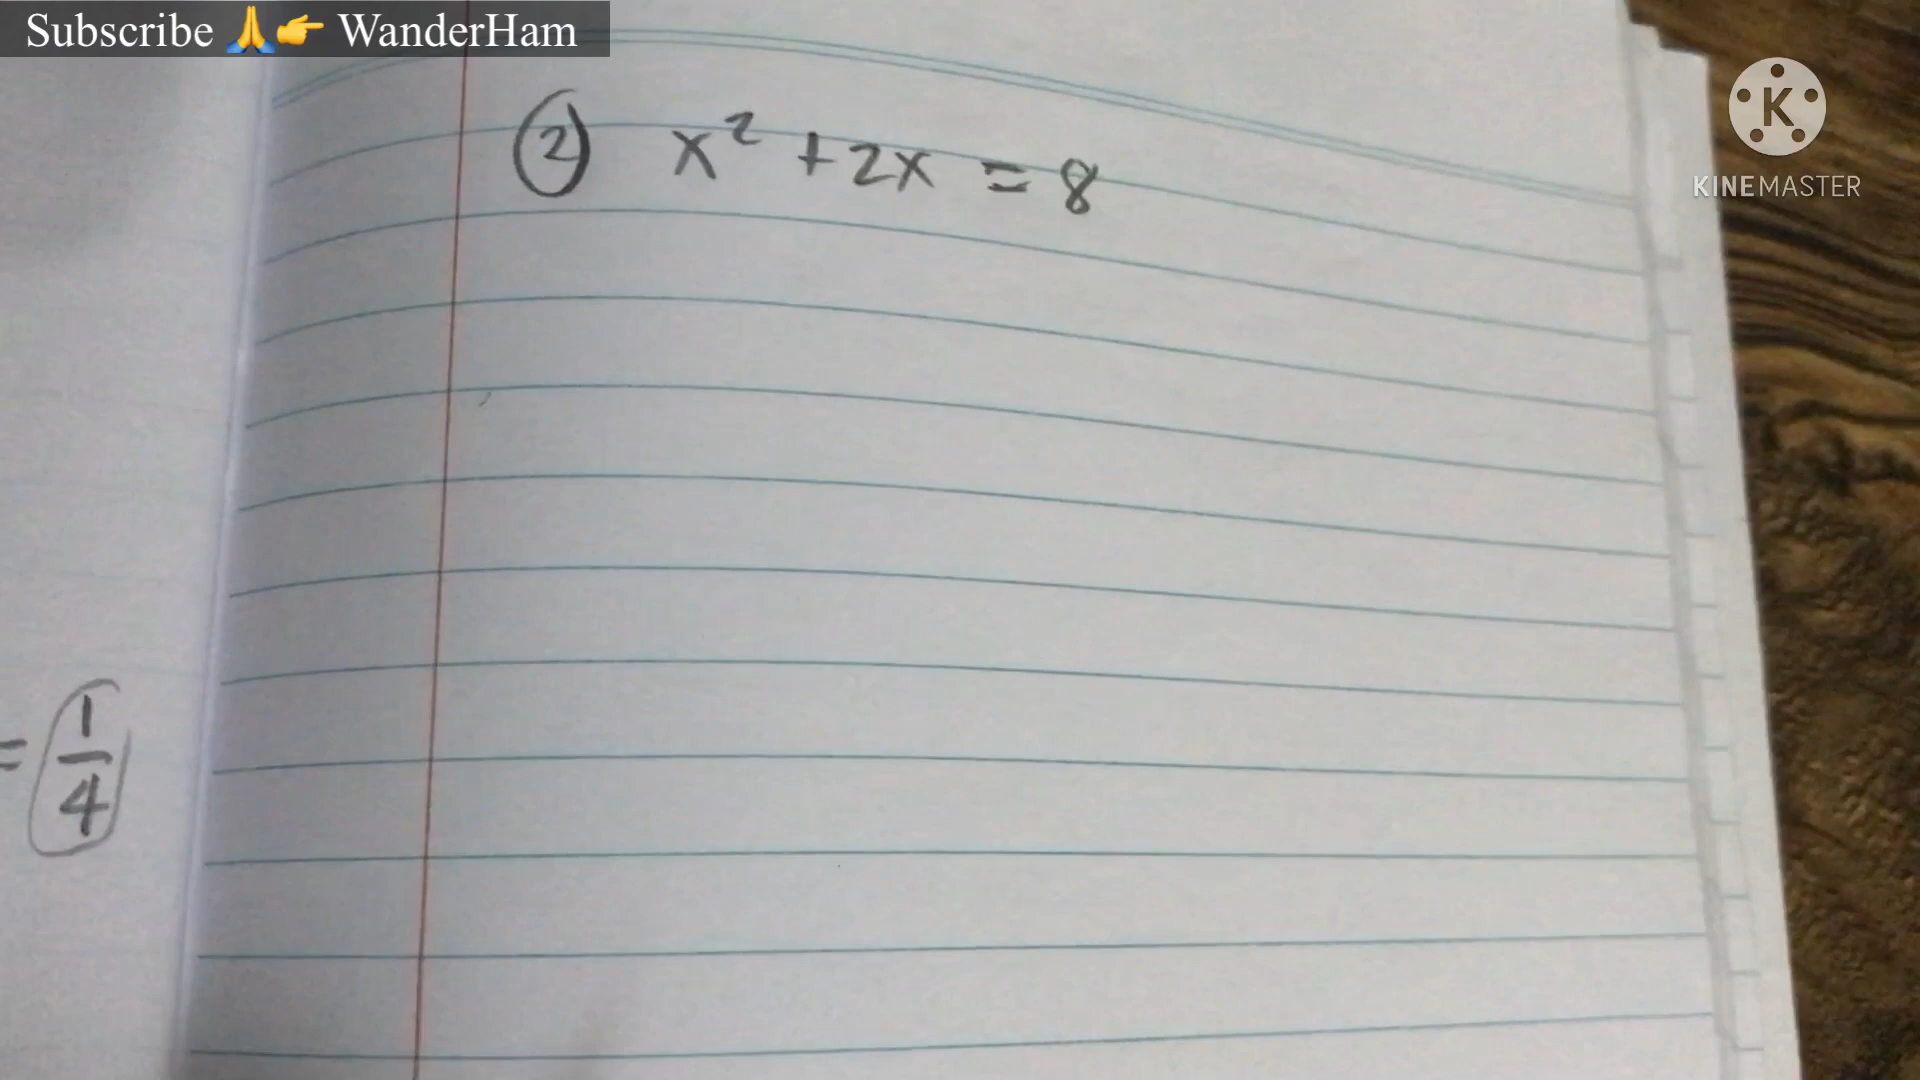 Subscribe 🙏👉 WanderHam
KINEMASTER
② x² + 2x = 8
= 1/4